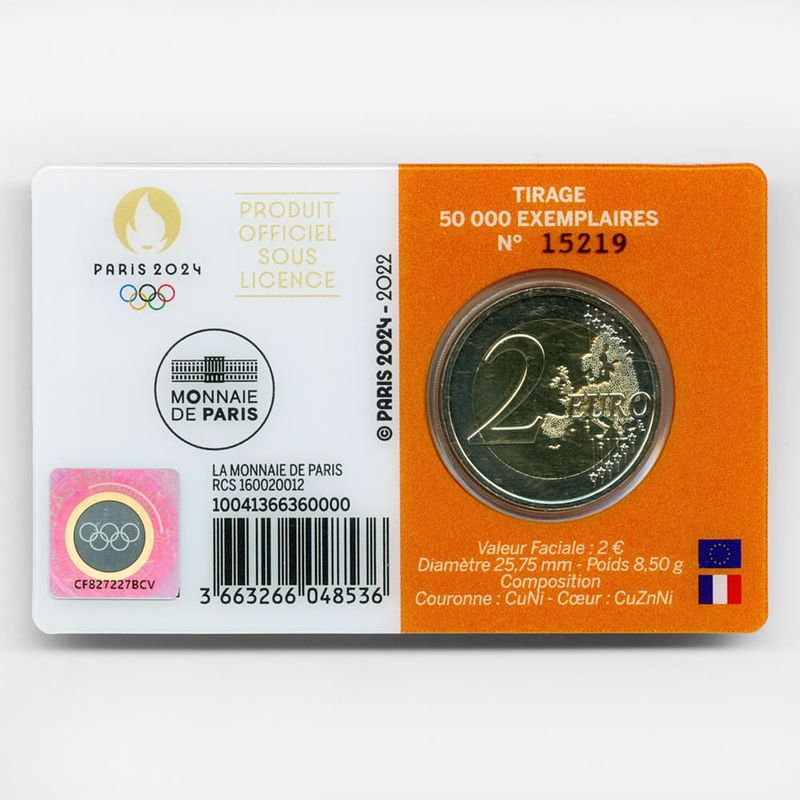 PARIS 2024
PRODUIT
OFFICIEL
SOUS
LICENCE
© PARIS 2024 - 2022
MONNAIE
DE PARIS
LA MONNAIE DE PARIS
RCS 160020012
10041366360000
3 663266 048536
CF827227BCV
TIRAGE
50 000 EXEMPLAIRES
N° 15219
2 EURO
Valeur Faciale : 2 €
Diamètre 25,75 mm - Poids 8,50 g
Composition
Couronne : CuNi - Cœur : CuZnNi